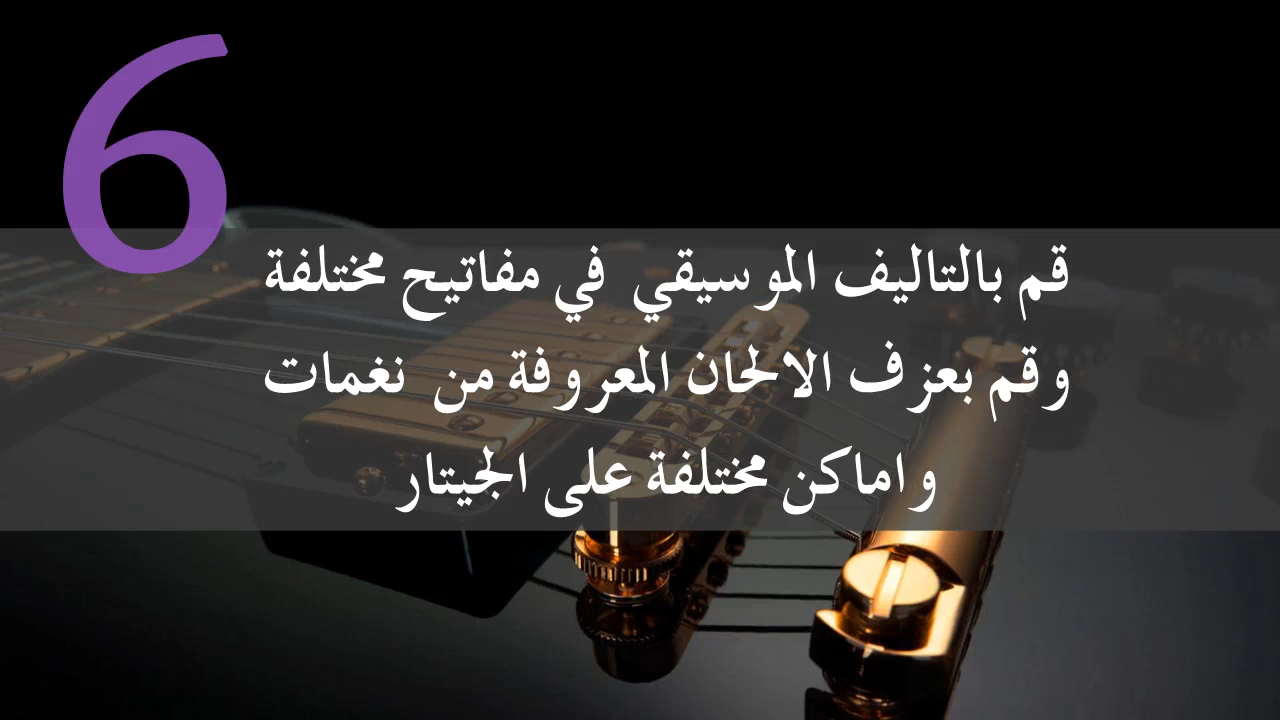 6
قم بالتاليف الموسيقي في مفاتيح مختلفة
وقم بعزف الالحان المعروفة من نغمات
واماكن مختلفة على الجيتار